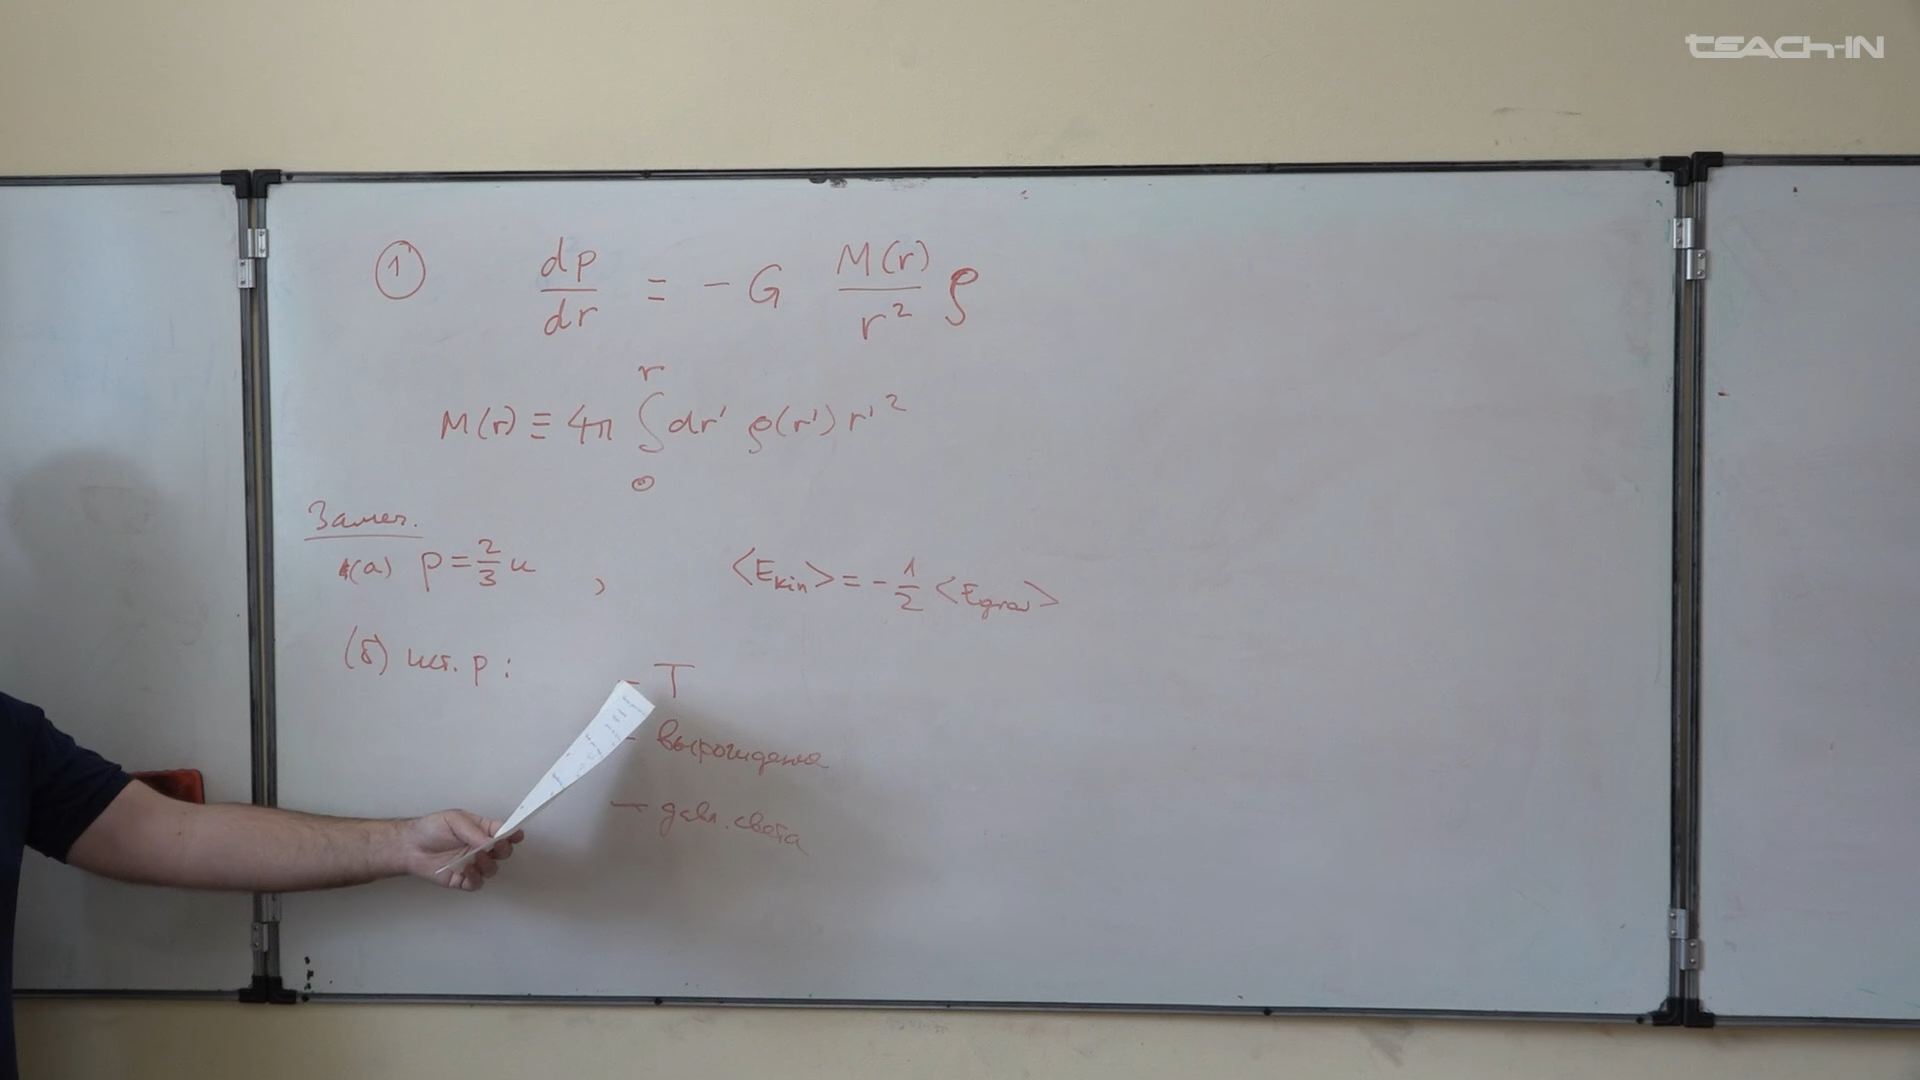 TEACH-IN
① dp/dr = - G M(r)/r² ρ
M(r) ≡ 4π ∫₀ʳ dr' ρ(r') r'²
Замеч.
(а) p = 2/3 u , <E_kin> = - 1/2 <E_grav>
(б) ист. p : - T
- вырождения
- давл. света